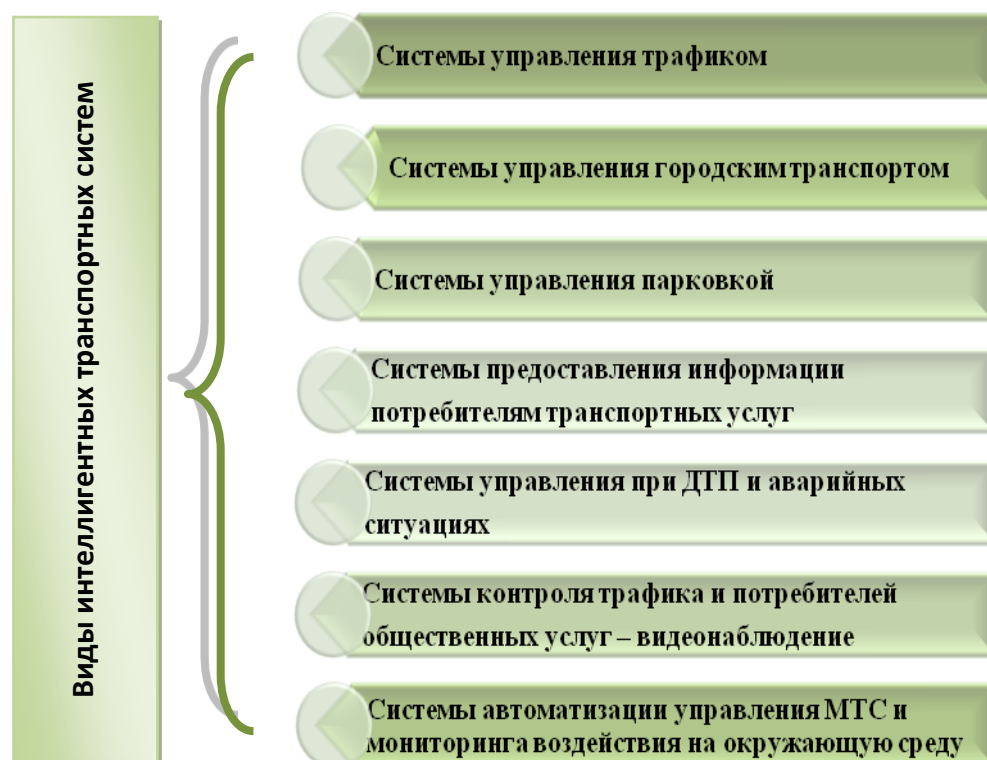 Виды интеллигентных транспортных систем
Системы управления трафиком
Системы управления городским транспортом
Системы управления парковкой
Системы предоставления информации
потребителям транспортных услуг
Системы управления при ДТП и аварийных
ситуациях
Системы контроля трафика и потребителей
общественных услуг – видеонаблюдение
Системы автоматизации управления МТС и
мониторинга воздействия на окружающую среду